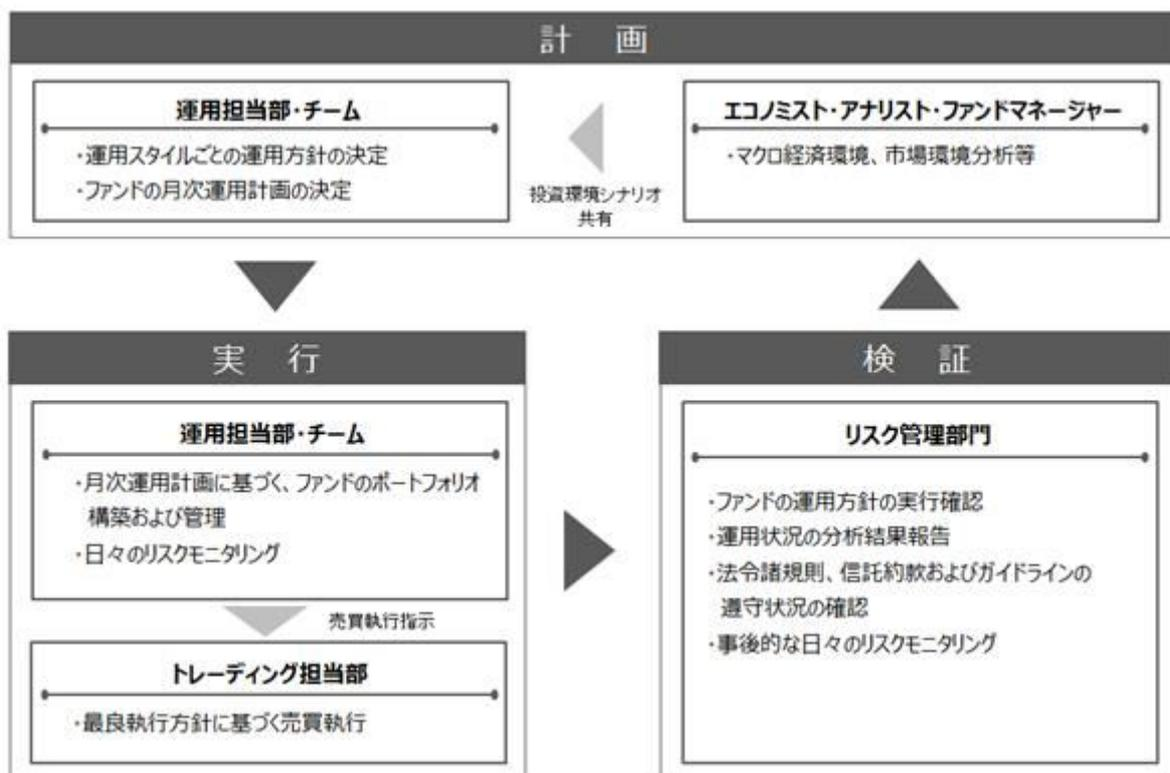 計 画
運用担当部・チーム
・運用スタイルごとの運用方針の決定
・ファンドの月次運用計画の決定
投資環境シナリオ
共有
エコノミスト・アナリスト・ファンドマネージャー
・マクロ経済環境、市場環境分析等
実 行
運用担当部・チーム
・月次運用計画に基づく、ファンドのポートフォリオ
構築および管理
・日々のリスクモニタリング
売買執行指示
トレーディング担当部
・最良執行方針に基づく売買執行
検 証
リスク管理部門
・ファンドの運用方針の実行確認
・運用状況の分析結果報告
・法令諸規則、信託約款およびガイドラインの
遵守状況の確認
・事後的な日々のリスクモニタリング